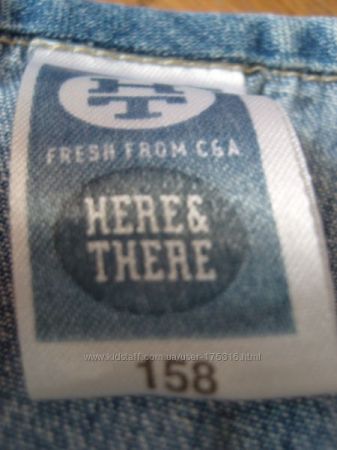 HT
FRESH FROM C&A
HERE&
THERE
www.kidstaff.com.ua/user-175316.html
158